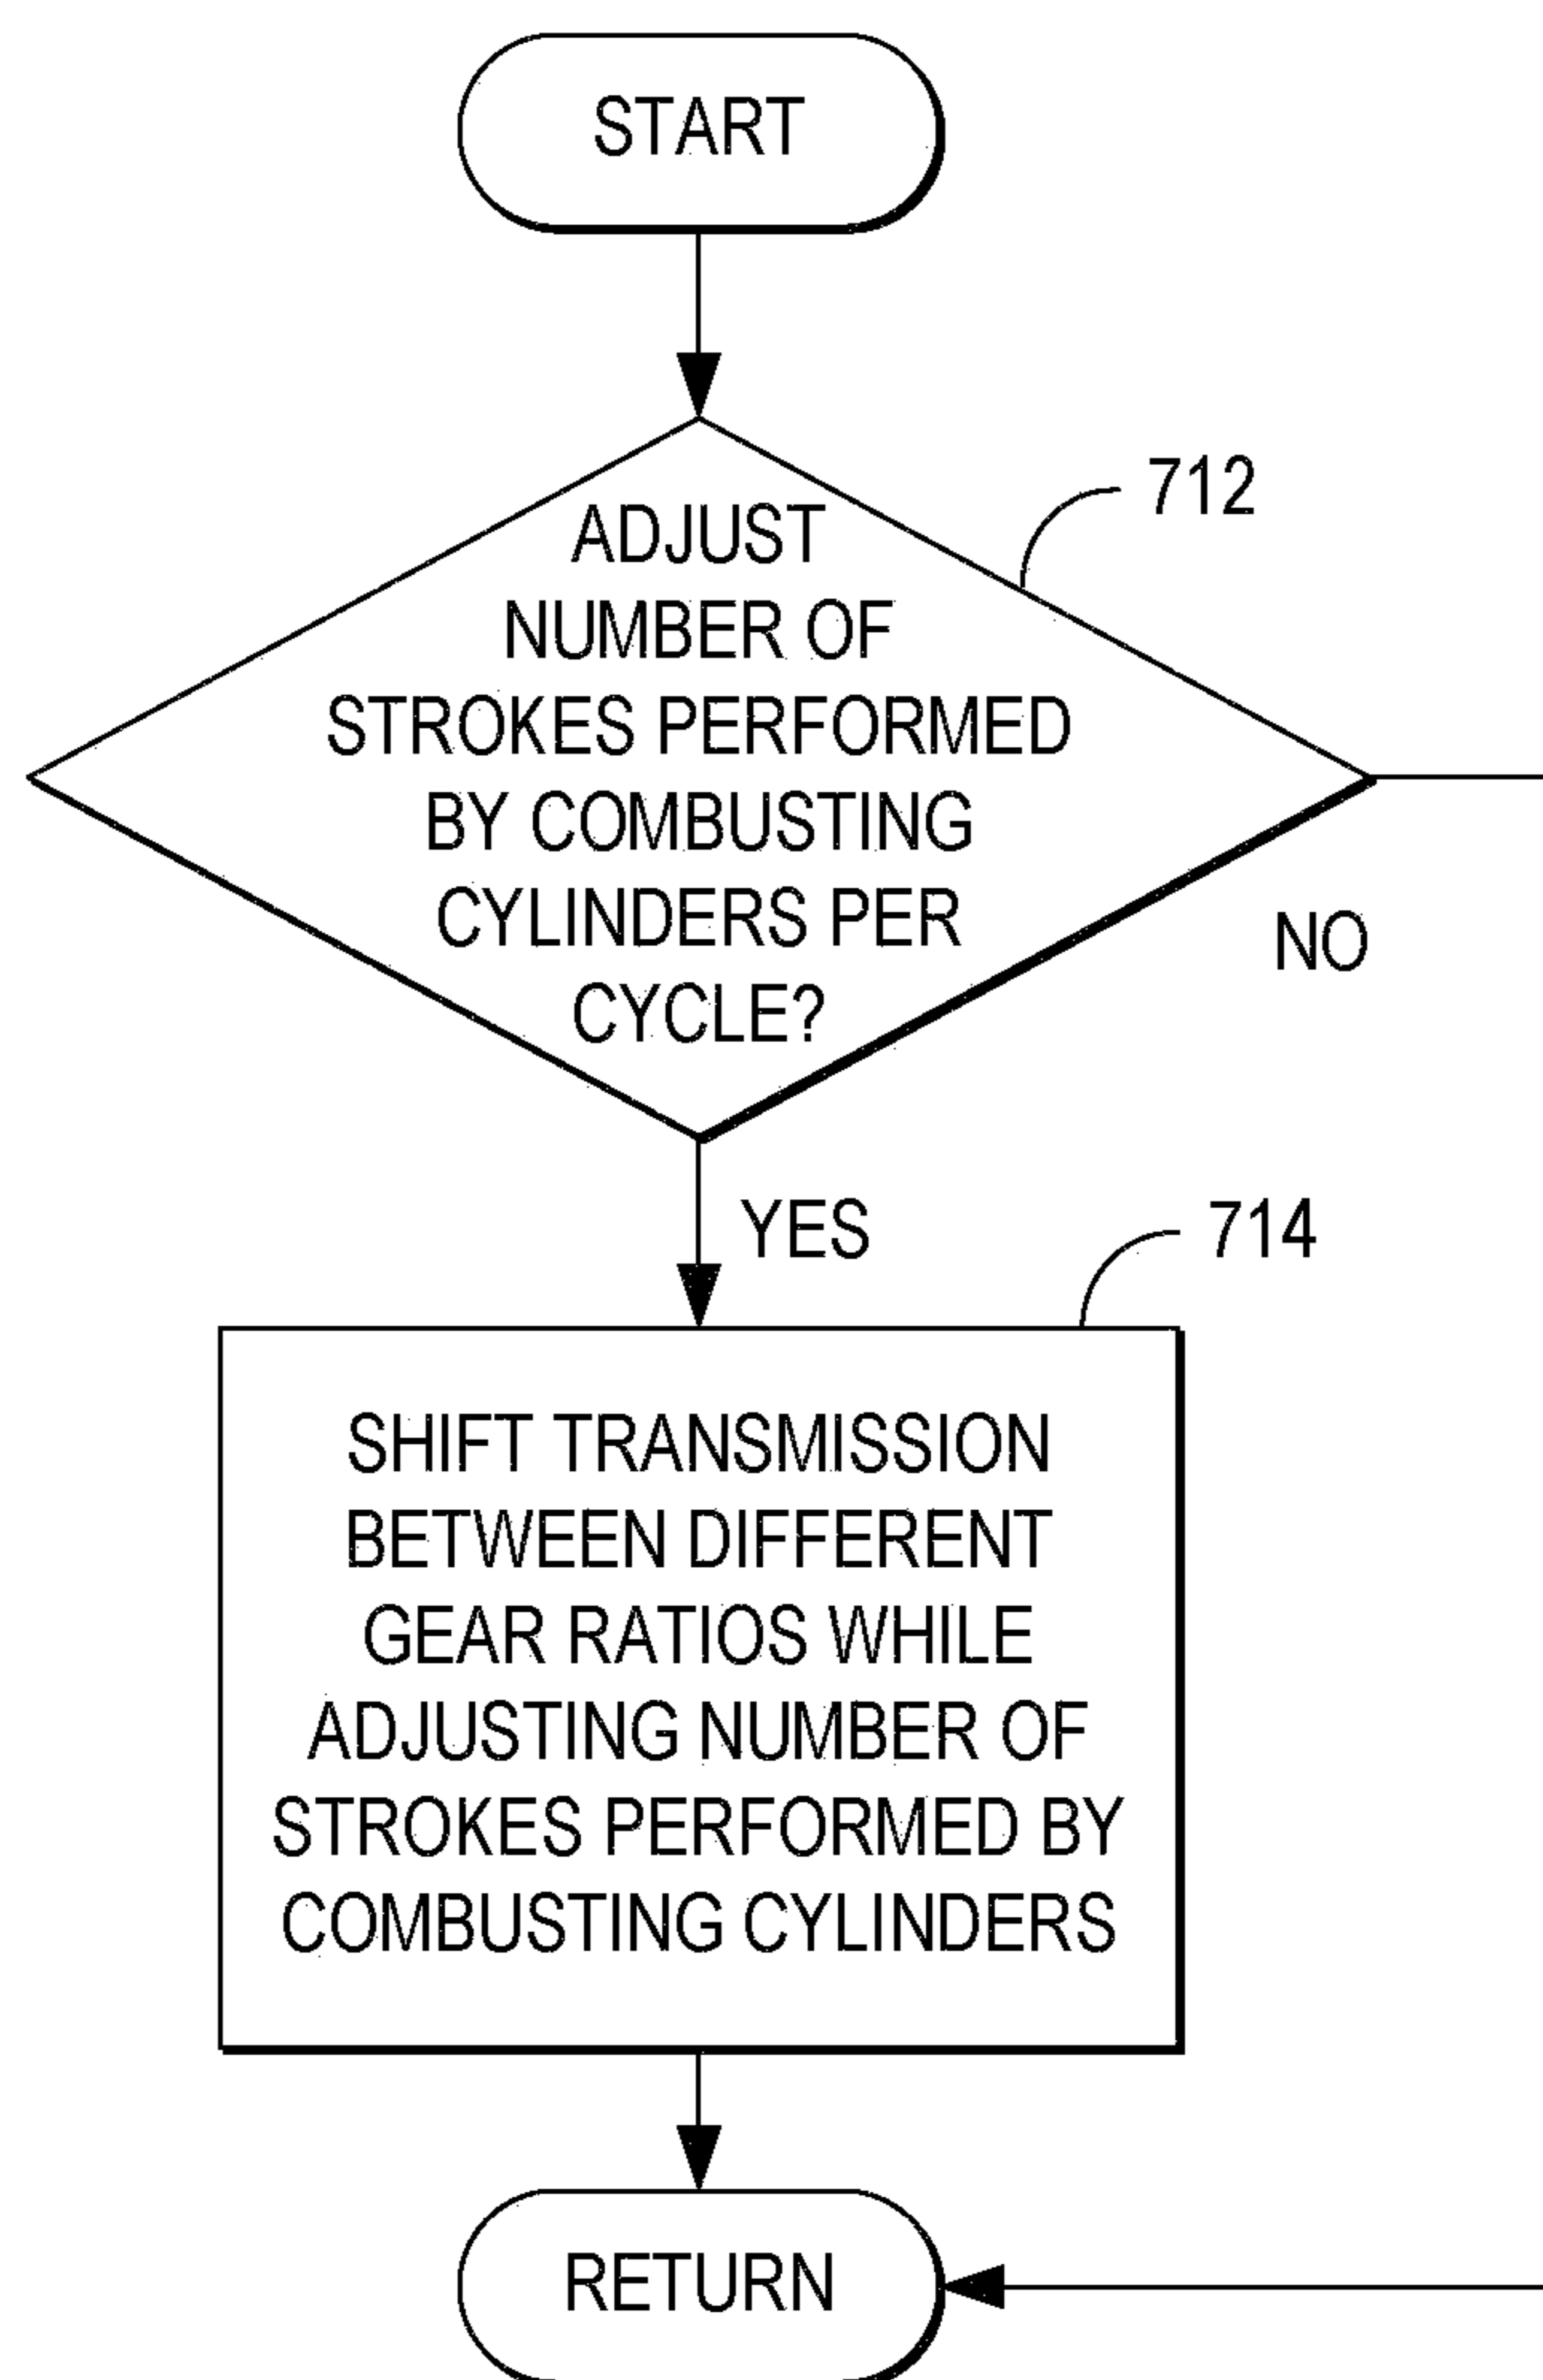 START
712
ADJUST
NUMBER OF
STROKES PERFORMED
BY COMBUSTING
CYLINDERS PER
CYCLE?
NO
YES
714
SHIFT TRANSMISSION
BETWEEN DIFFERENT
GEAR RATIOS WHILE
ADJUSTING NUMBER OF
STROKES PERFORMED BY
COMBUSTING CYLINDERS
RETURN